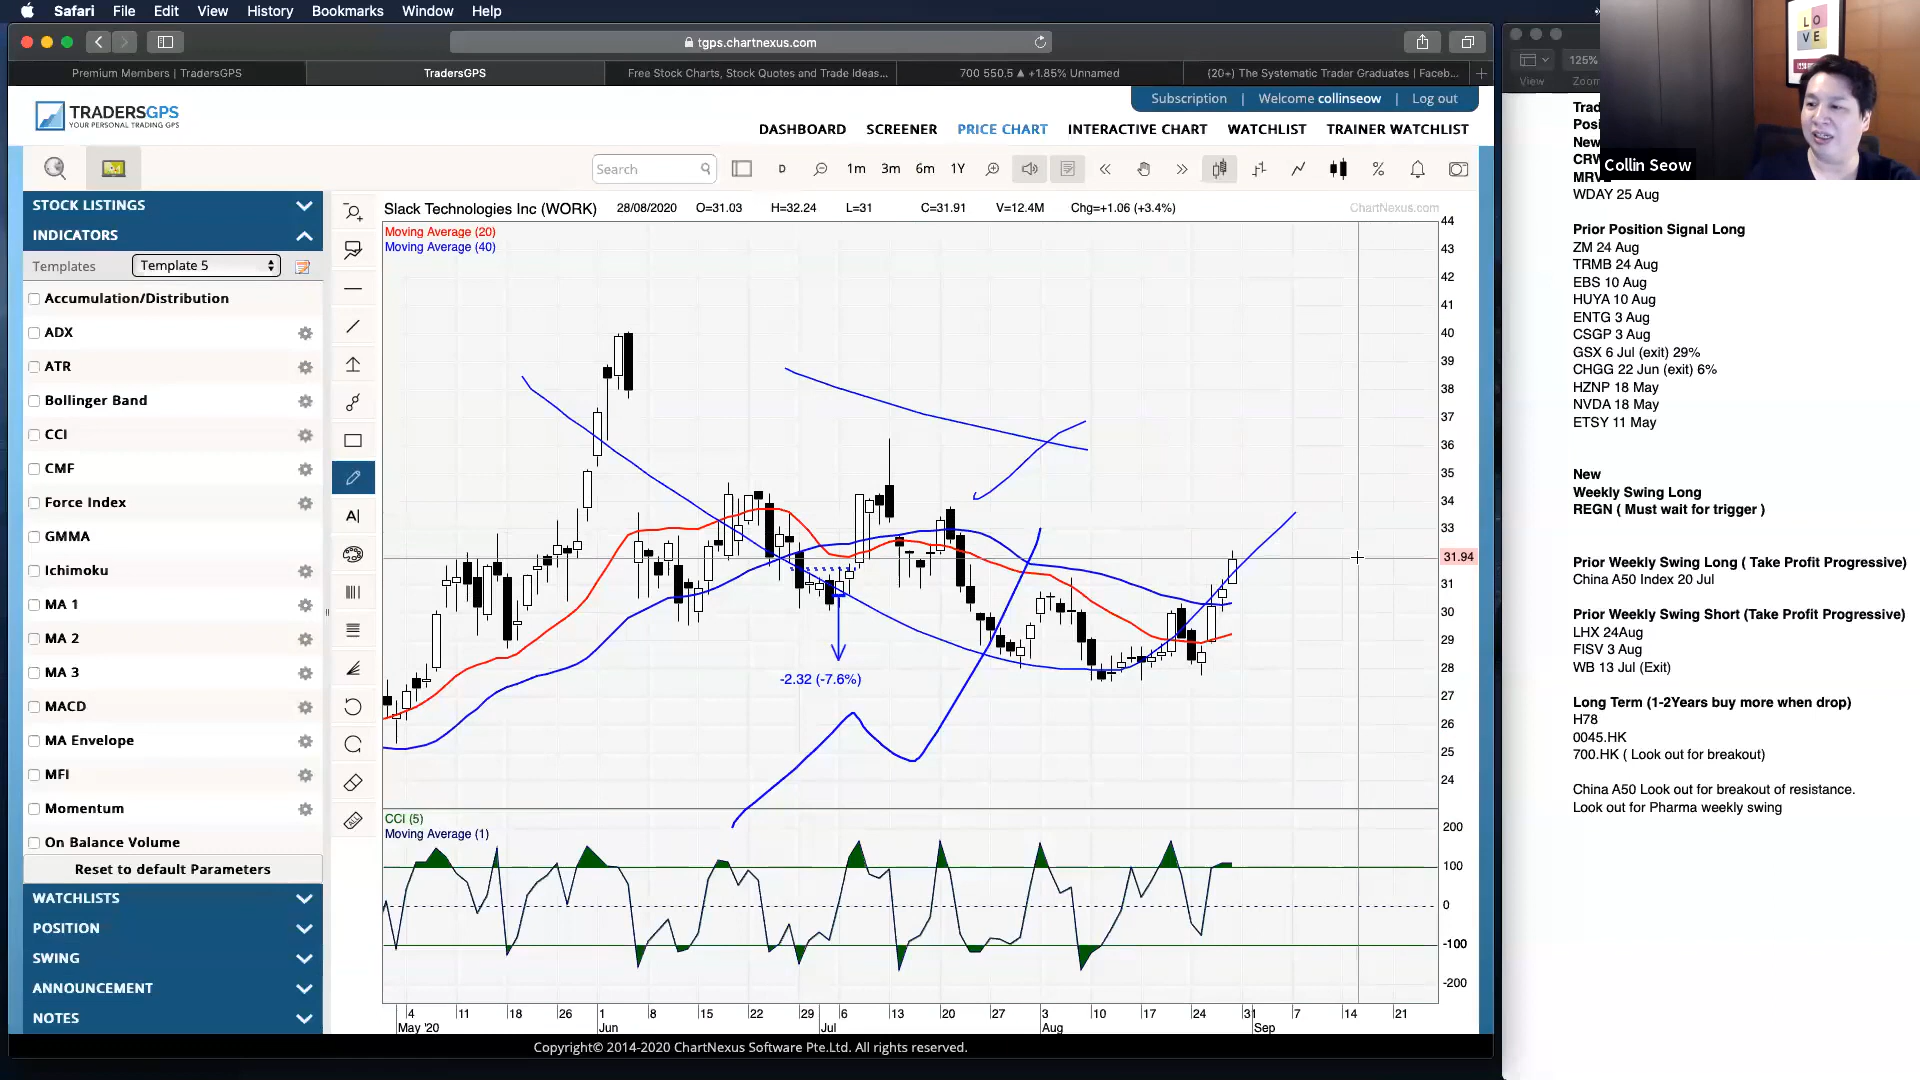 Safari File Edit View History Bookmarks Window Help
tgps.chartnexus.com
Premium Members | TradersGPS
TradersGPS
Free Stock Charts, Stock Quotes and Trade Ideas...
700 550.5 ▲ +1.85% Unnamed
(20+) The Systematic Trader Graduates | Faceb...
Subscription | Welcome collinseow | Log out
TRADERSGPS
YOUR PERSONAL TRADING GPS
DASHBOARD SCREENER PRICE CHART INTERACTIVE CHART WATCHLIST TRAINER WATCHLIST
Search
D 1m 3m 6m 1Y
STOCK LISTINGS
INDICATORS
Templates Template 5
Accumulation/Distribution
ADX
ATR
Bollinger Band
CCI
CMF
Force Index
GMMA
Ichimoku
MA 1
MA 2
MA 3
MACD
MA Envelope
MFI
Momentum
On Balance Volume
Reset to default Parameters
WATCHLISTS
POSITION
SWING
ANNOUNCEMENT
NOTES
A|
Slack Technologies Inc (WORK) 28/08/2020 O=31.03 H=32.24 L=31 C=31.91 V=12.4M Chg=+1.06 (+3.4%)
ChartNexus.com
Moving Average (20)
Moving Average (40)
44
43
42
41
40
39
38
37
36
35
34
33
31.94
31
30
29
28
27
26
25
24
-2.32 (-7.6%)
CCI (5)
Moving Average (1)
200
100
0
-100
-200
4 11 18 26 1 8 15 22 29 6 13 20 27 3 10 17 24 31 7 14 21
May '20 Jun Jul Aug Sep
Copyright© 2014-2020 ChartNexus Software Pte.Ltd. All rights reserved.
125%
View Zoom
LOVE
Collin Seow
Trad
Posi
New
CRW
MRV
WDAY 25 Aug
Prior Position Signal Long
ZM 24 Aug
TRMB 24 Aug
EBS 10 Aug
HUYA 10 Aug
ENTG 3 Aug
CSGP 3 Aug
GSX 6 Jul (exit) 29%
CHGG 22 Jun (exit) 6%
HZNP 18 May
NVDA 18 May
ETSY 11 May
New
Weekly Swing Long
REGN ( Must wait for trigger )
Prior Weekly Swing Long ( Take Profit Progressive)
China A50 Index 20 Jul
Prior Weekly Swing Short (Take Profit Progressive)
LHX 24Aug
FISV 3 Aug
WB 13 Jul (Exit)
Long Term (1-2Years buy more when drop)
H78
0045.HK
700.HK ( Look out for breakout)
China A50 Look out for breakout of resistance.
Look out for Pharma weekly swing